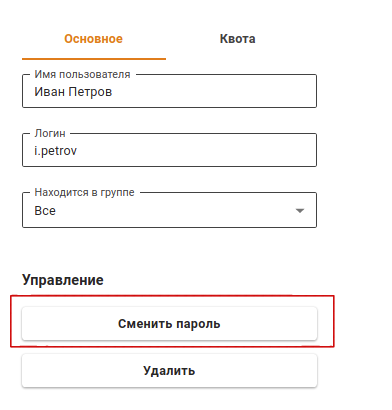 Основное Квота
Имя пользователя
Иван Петров
Логин
i.petrov
Находится в группе
Все
Управление
Сменить пароль
Удалить